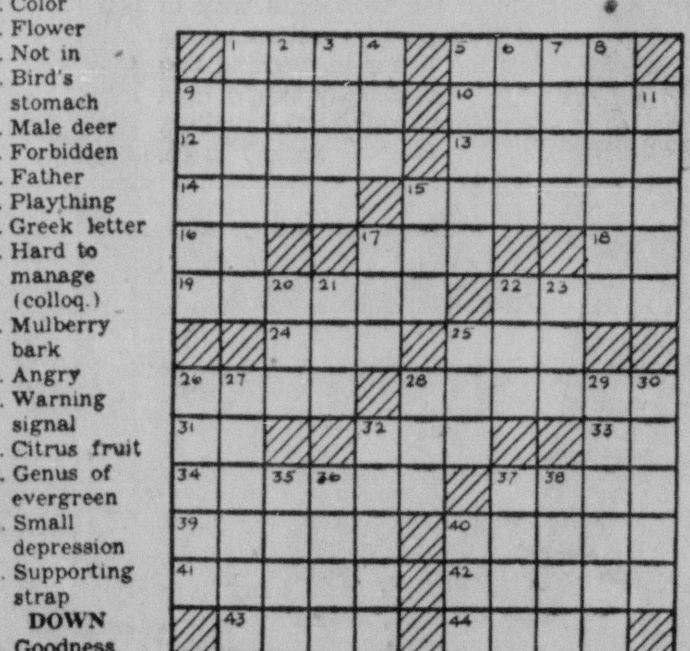 . Color
. Flower
. Not in
. Bird's
stomach
. Male deer
. Forbidden
. Father
. Plaything
. Greek letter
. Hard to
manage
(colloq.)
. Mulberry
bark
. Angry
. Warning
signal
. Citrus fruit
. Genus of
evergreen
. Small
depression
. Supporting
strap
DOWN
Goodness
1 2 3 4 5 6 7 8
9 10 11
12 13
14 15
16 17 18
19 20 21 22 23
24 25
26 27 28 29 30
31 32 33
34 35 36 37 38
39 40
41 42
43 44